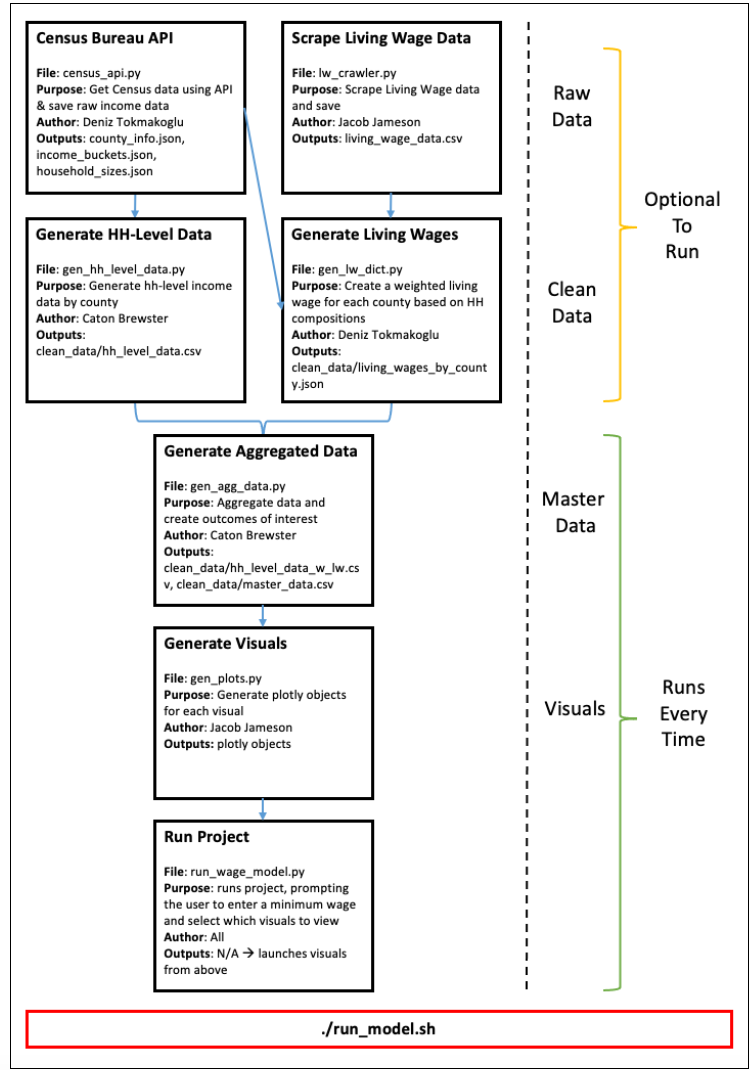 Census Bureau API
File: census_api.py
Purpose: Get Census data using API
& save raw income data
Author: Deniz Tokmakoglu
Outputs: county_info.json,
income_buckets.json,
household_sizes.json
Scrape Living Wage Data
File: lw_crawler.py
Purpose: Scrape Living Wage data
and save
Author: Jacob Jameson
Outputs: living_wage_data.csv
Raw
Data
Generate HH-Level Data
File: gen_hh_level_data.py
Purpose: Generate hh-level income
data by county
Author: Caton Brewster
Outputs:
clean_data/hh_level_data.csv
Generate Living Wages
File: gen_lw_dict.py
Purpose: Create a weighted living
wage for each county based on HH
compositions
Author: Deniz Tokmakoglu
Outputs:
clean_data/living_wages_by_count
y.json
Clean
Data
Optional
To
Run
Generate Aggregated Data
File: gen_agg_data.py
Purpose: Aggregate data and
create outcomes of interest
Author: Caton Brewster
Outputs:
clean_data/hh_level_data_w_lw.cs
v, clean_data/master_data.csv
Master
Data
Generate Visuals
File: gen_plots.py
Purpose: Generate plotly objects
for each visual
Author: Jacob Jameson
Outputs: plotly objects
Visuals
Runs
Every
Time
Run Project
File: run_wage_model.py
Purpose: runs project, prompting
the user to enter a minimum wage
and select which visuals to view
Author: All
Outputs: N/A → launches visuals
from above
./run_model.sh